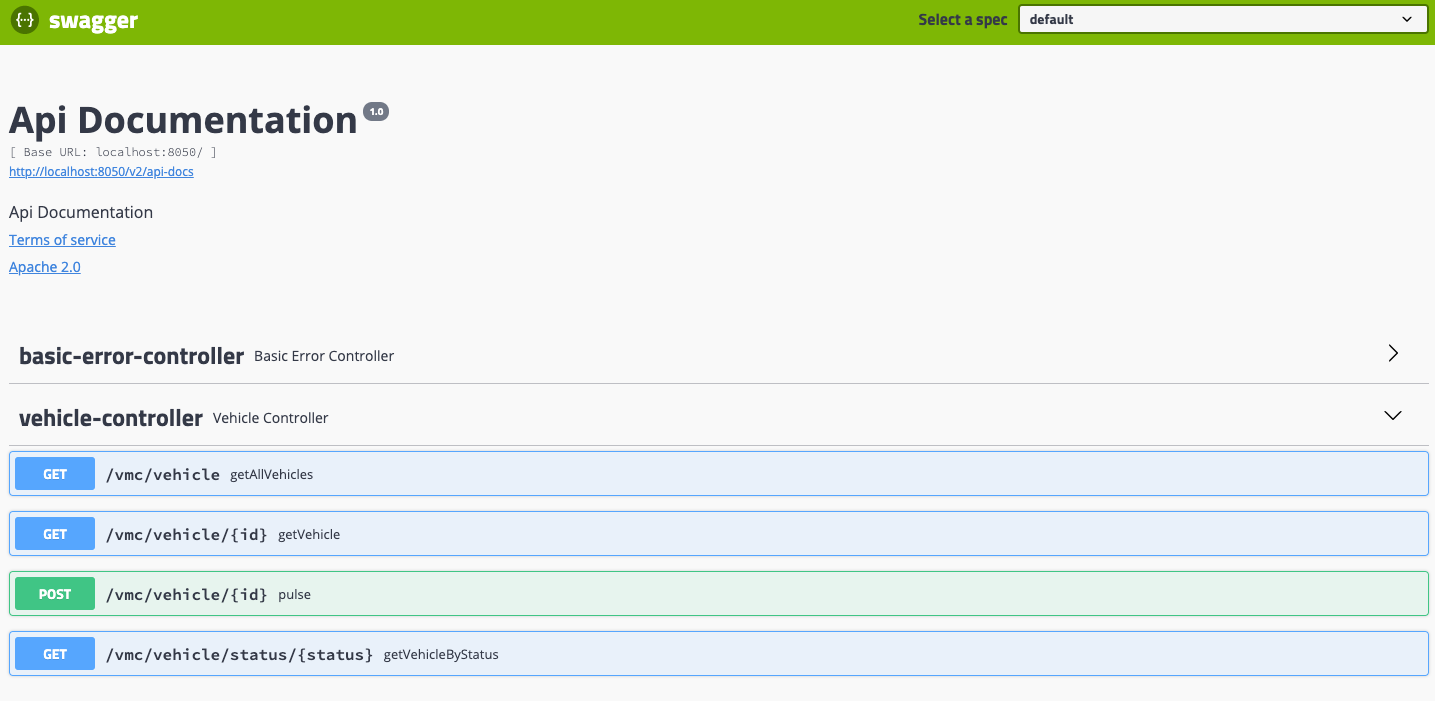 {··} swagger Select a spec default
Api Documentation 1.0
[ Base URL: localhost:8050/ ]
http://localhost:8050/v2/api-docs
Api Documentation
Terms of service
Apache 2.0
basic-error-controller Basic Error Controller
vehicle-controller Vehicle Controller
GET /vmc/vehicle getAllVehicles
GET /vmc/vehicle/{id} getVehicle
POST /vmc/vehicle/{id} pulse
GET /vmc/vehicle/status/{status} getVehicleByStatus